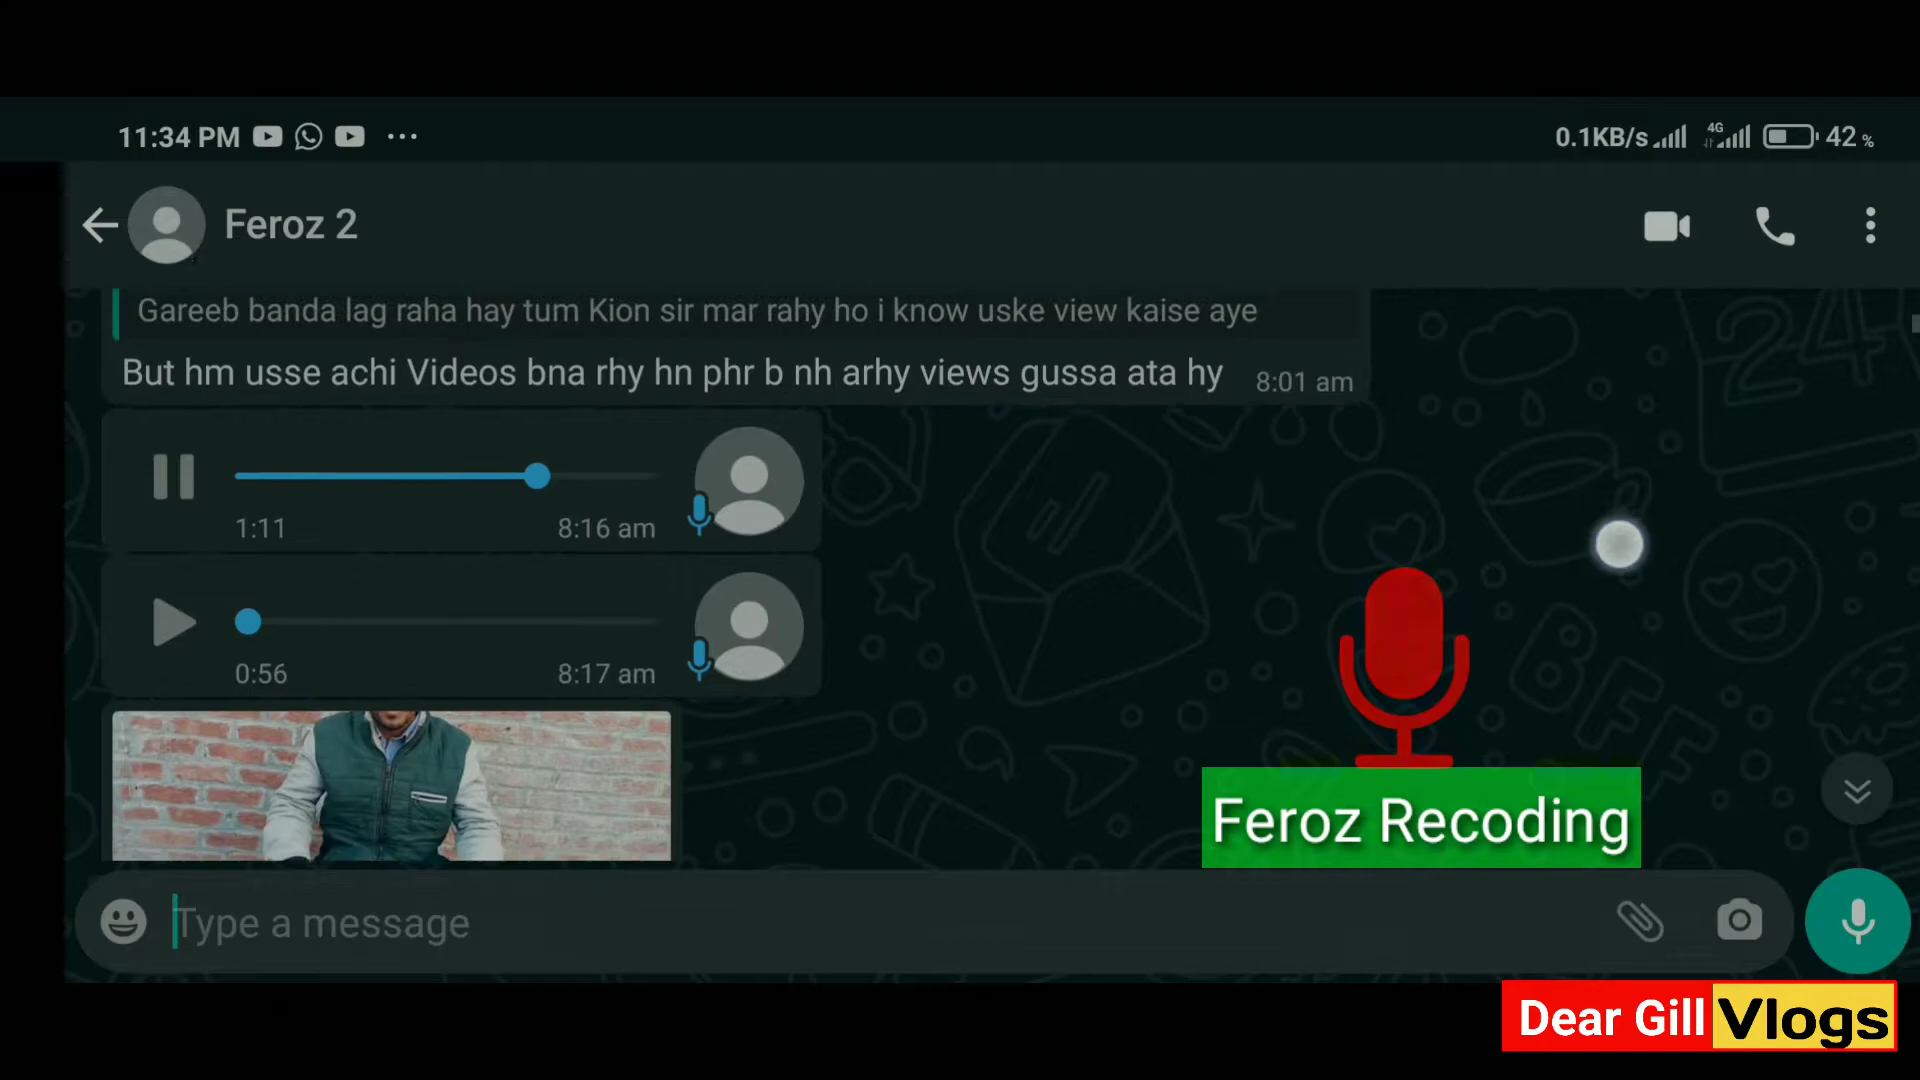 11:34 PM ... 0.1KB/s 4G 42 %
Feroz 2
Gareeb banda lag raha hay tum Kion sir mar rahy ho i know uske view kaise aye
But hm usse achi Videos bna rhy hn phr b nh arhy views gussa ata hy 8:01 am
1:11 8:16 am
0:56 8:17 am
Feroz Recoding
Type a message
Dear Gill Vlogs
24
BFF